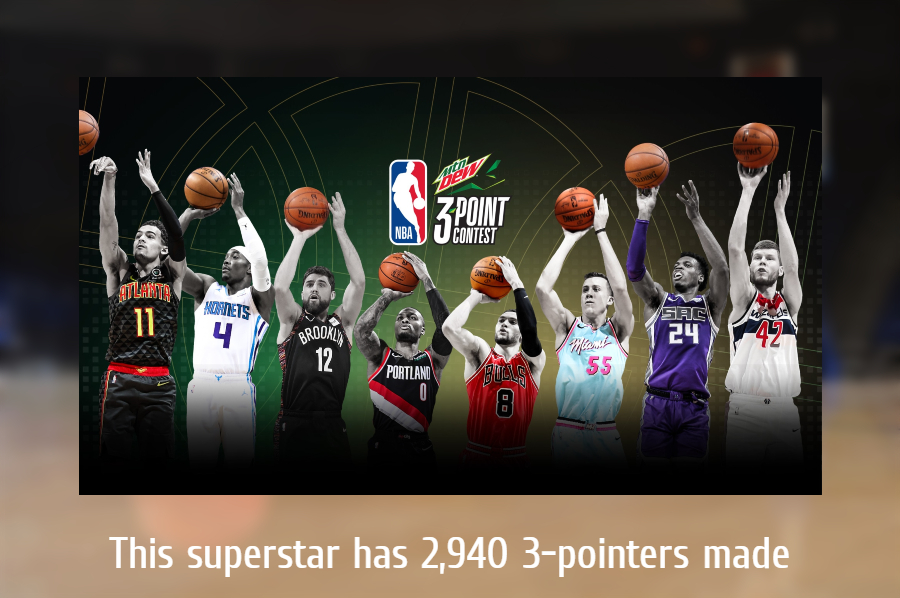 NBA
Mtn
DEW
3-POINT
CONTEST
ATLANTA
11
HORNETS
4
BROOKLYN
12
PORTLAND
0
BULLS
8
Miami
55
SAC
24
42
This superstar has 2,940 3-pointers made